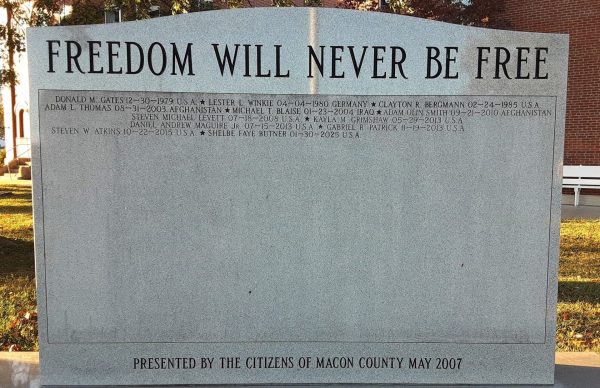 FREEDOM WILL NEVER BE FREE
DONALD M. GATES 12-30-1979 U.S.A. ★ LESTER L. WINKIE 04-04-1980 GERMANY ★ CLAYTON R. BERGMANN 02-24-1985 U.S.A.
ADAM L. THOMAS 08-31-2003 AFGHANISTAN ★ MICHAEL T. BLAISE 01-23-2004 IRAQ ★ ADAM OLIN SMITH 09-21-2010 AFGHANISTAN
STEVEN MICHAEL LEVETT 07-18-2008 U.S.A. ★ KAYLA M. GRIMSHAW 05-29-2013 U.S.A.
DANIEL ANDREW MAGUIRE JR. 07-15-2013 U.S.A. ★ GABRIEL R. PATRICK 11-19-2013 U.S.A.
STEVEN W. ATKINS 10-22-2015 U.S.A. ★ SHELBE FAYE BUTNER 01-30-2025 U.S.A.
PRESENTED BY THE CITIZENS OF MACON COUNTY MAY 2007